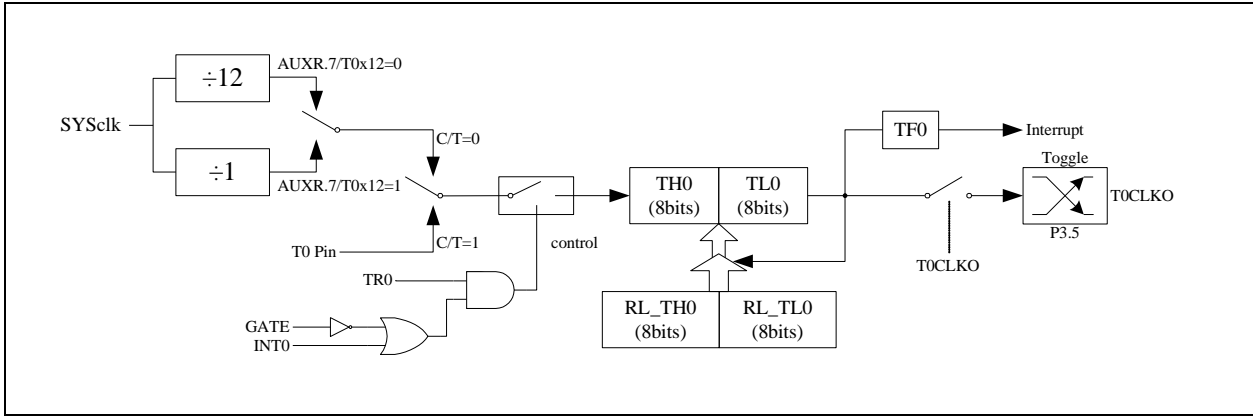 ÷12
AUXR.7/T0x12=0
SYSclk
÷1
AUXR.7/T0x12=1
C/T=0
T0 Pin
C/T=1
control
TR0
GATE
INT0
TH0
(8bits)
TL0
(8bits)
RL_TH0
(8bits)
RL_TL0
(8bits)
TF0
Interrupt
Toggle
T0CLKO
P3.5
T0CLKO